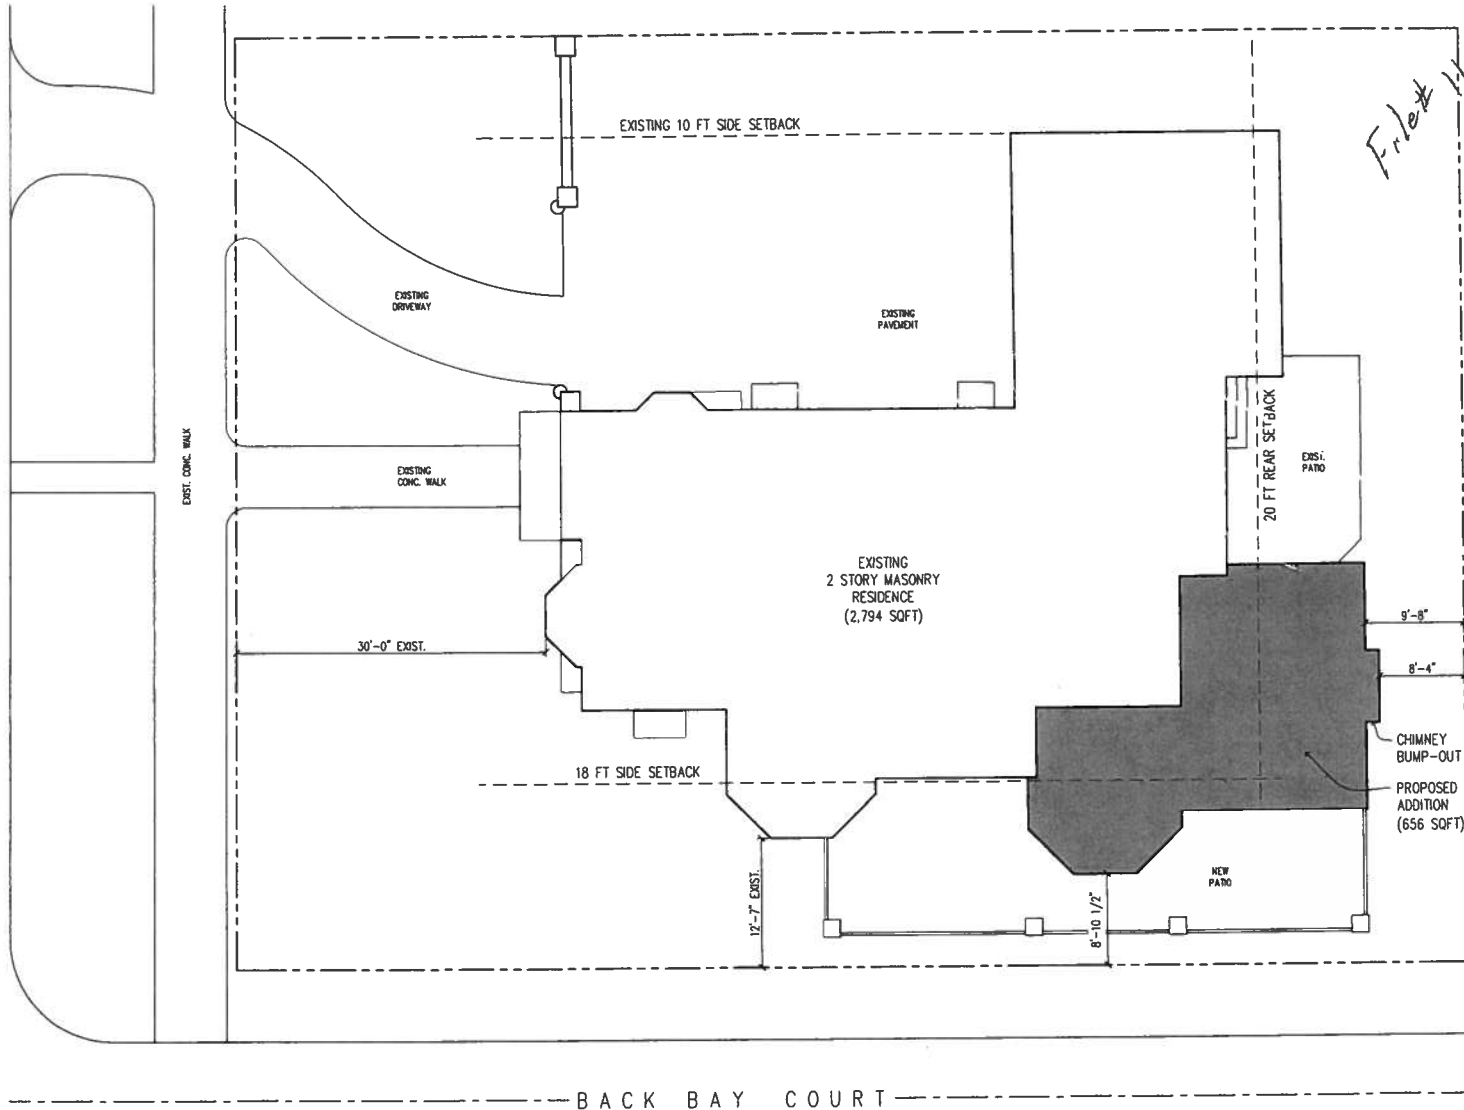 EXISTING 10 FT SIDE SETBACK
EXISTING
DRIVEWAY
EXISTING
PAVEMENT
EXIST. CONC. WALK
EXISTING
CONC. WALK
20 FT REAR SETBACK
EXIST.
PATIO
EXISTING
2 STORY MASONRY
RESIDENCE
(2,794 SQFT)
9'-8"
30'-0" EXIST.
8'-4"
CHIMNEY
BUMP-OUT
18 FT SIDE SETBACK
PROPOSED
ADDITION
(656 SQFT)
NEW
PATIO
12'-7" EXIST.
8'-10 1/2"
BACK BAY COURT